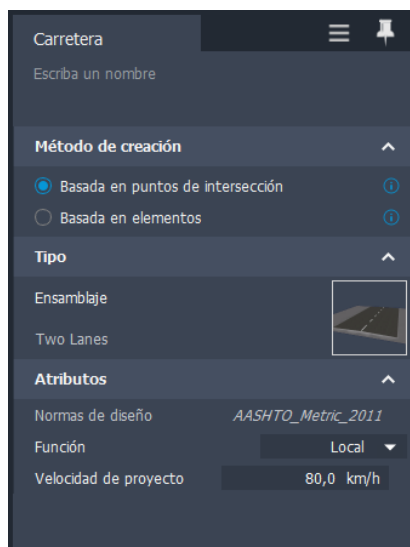 Carretera
Escriba un nombre
Método de creación
Basada en puntos de intersección
Basada en elementos
Tipo
Ensamblaje
Two Lanes
Atributos
Normas de diseño AASHTO_Metric_2011
Función Local
Velocidad de proyecto 80,0 km/h